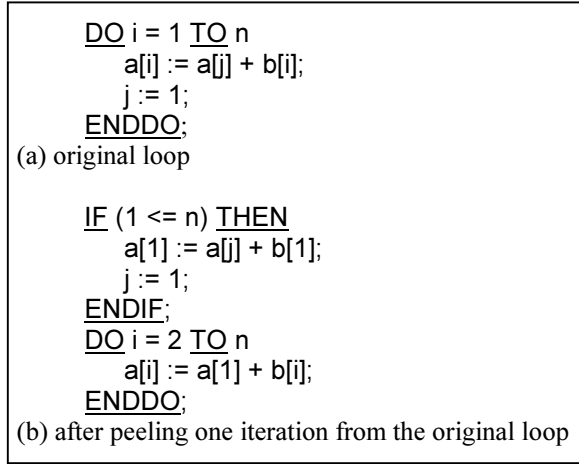 DO i = 1 TO n
a[i] := a[j] + b[i];
j := 1;
ENDDO;
(a) original loop
IF (1 <= n) THEN
a[1] := a[j] + b[1];
j := 1;
ENDIF;
DO i = 2 TO n
a[i] := a[1] + b[i];
ENDDO;
(b) after peeling one iteration from the original loop